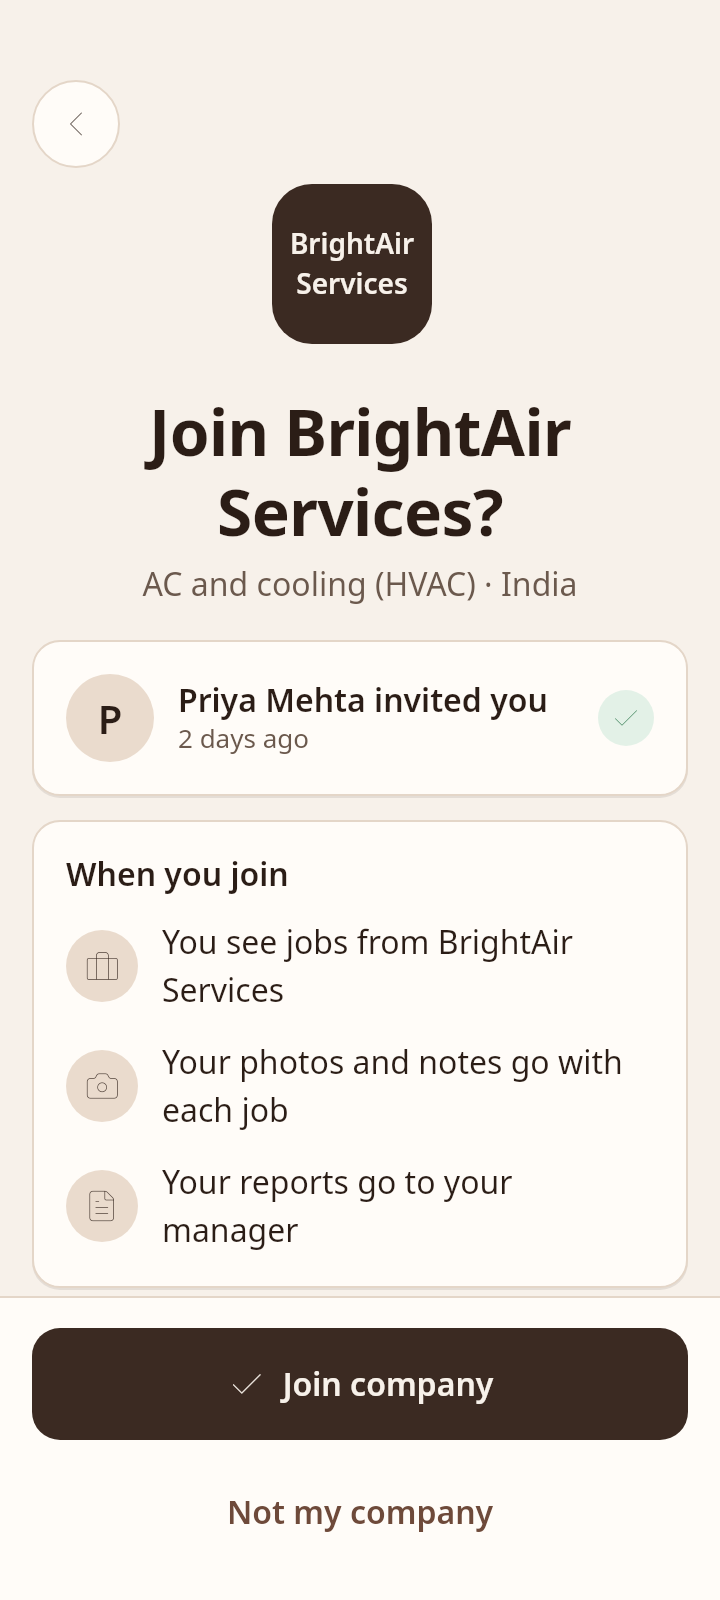 BrightAir
Services
Join BrightAir
Services?
AC and cooling (HVAC) · India
P
Priya Mehta invited you
2 days ago
When you join
You see jobs from BrightAir
Services
Your photos and notes go with
each job
Your reports go to your
manager
Join company
Not my company